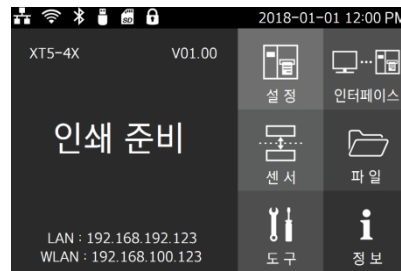 SD 2018-01-01 12:00 PM
XT5-4X V01.00
인쇄 준비
LAN : 192.168.192.123
WLAN : 192.168.100.123
설 정 인터페이스
센 서 파 일
도 구 정 보